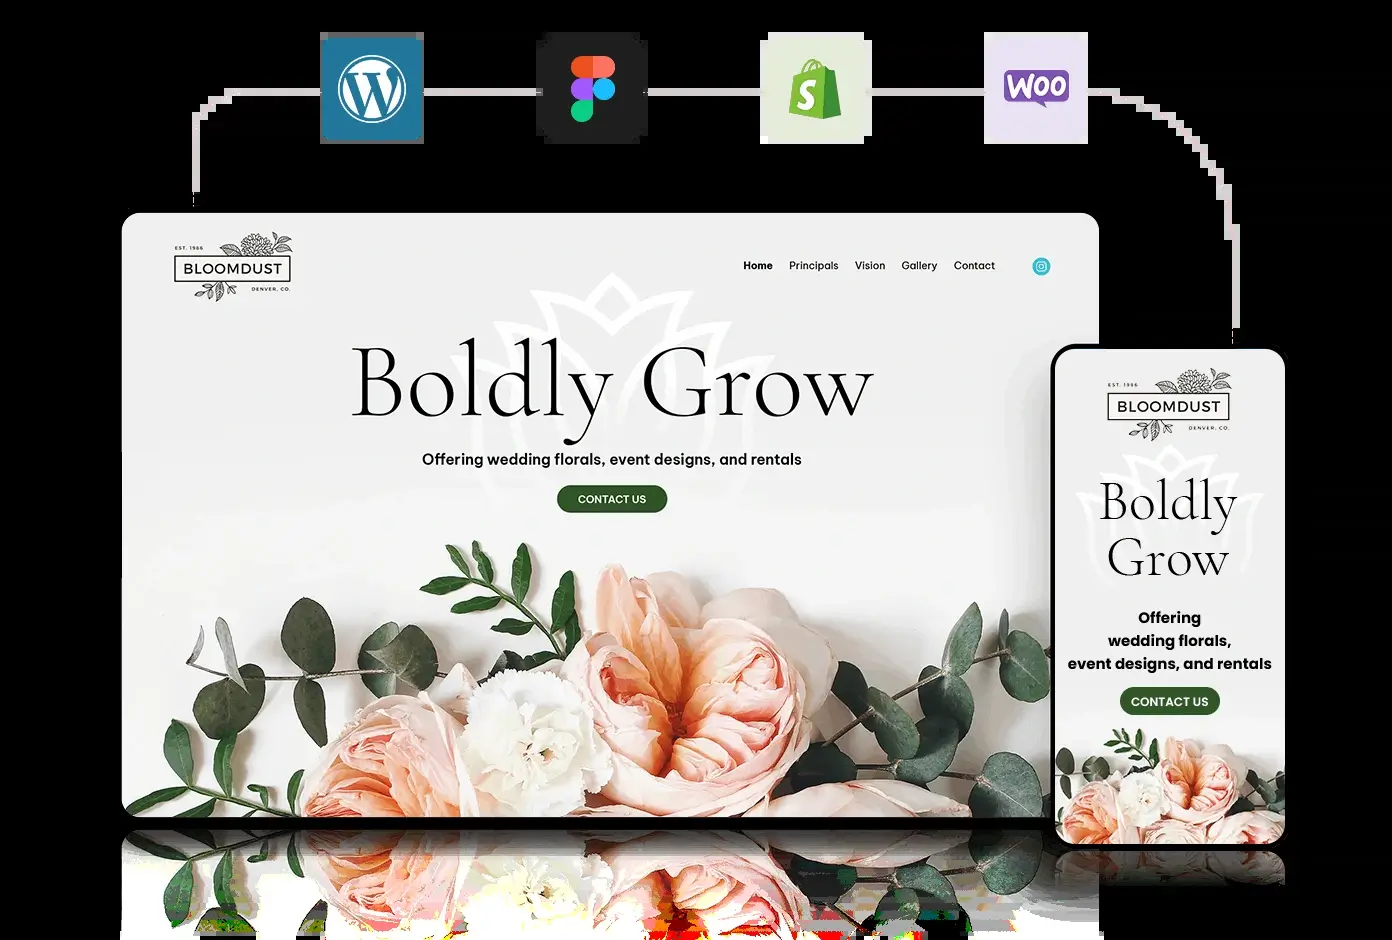 W
S
WOO
EST. 1986
BLOOMDUST
DENVER, CO.
Home Principals Vision Gallery Contact
Boldly Grow
Offering wedding florals, event designs, and rentals
CONTACT US
EST. 1986
BLOOMDUST
DENVER, CO.
Boldly
Grow
Offering
wedding florals,
event designs, and rentals
CONTACT US